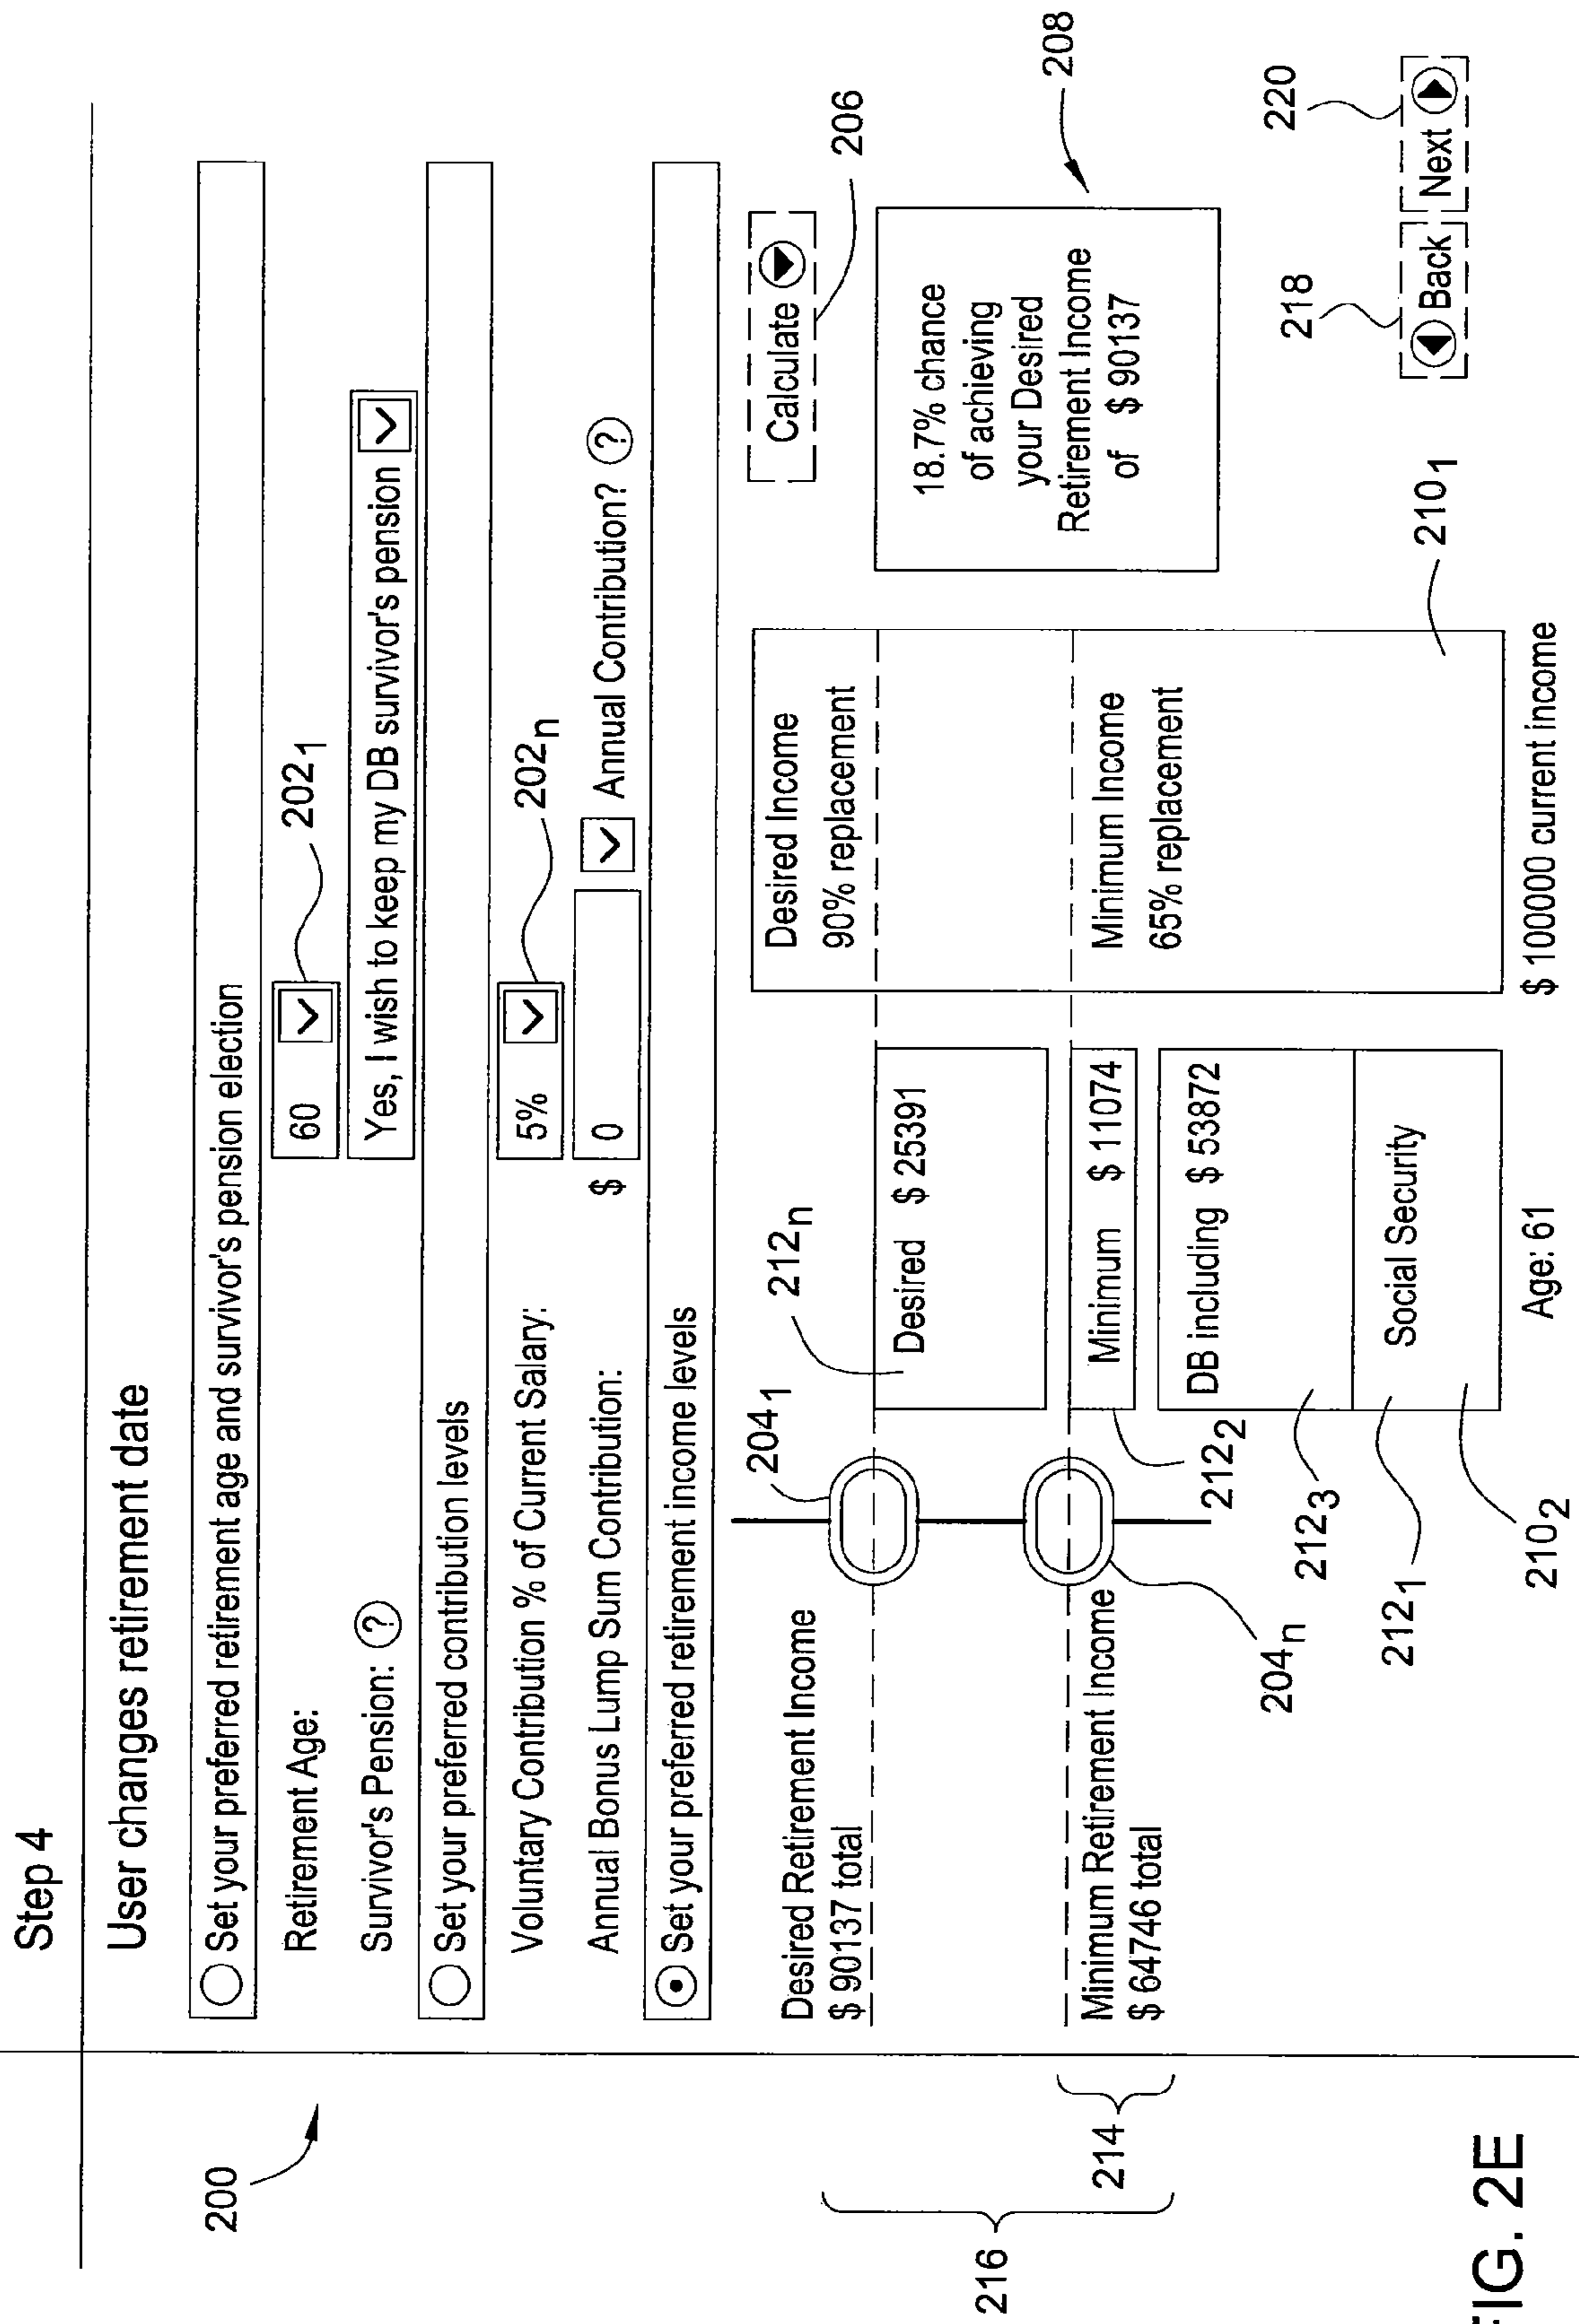 Step 4
User changes retirement date
200
Set your preferred retirement age and survivor's pension election
Retirement Age: 60 202₁
Survivor's Pension: ? Yes, I wish to keep my DB survivor's pension
Set your preferred contribution levels
Voluntary Contribution % of Current Salary: 5% 202ₙ
Annual Bonus Lump Sum Contribution: $ 0 Annual Contribution? ?
Set your preferred retirement income levels
Calculate
206
Desired Retirement Income
$ 90137 total
204₁
212ₙ
Desired $ 25391
Desired Income
90% replacement
18.7% chance
of achieving
your Desired
Retirement Income
of $ 90137
208
Minimum Retirement Income
$ 64746 total
204ₙ
212₂
Minimum $ 11074
Minimum Income
65% replacement
216
214
212₃
DB including $ 53872
212₁
Social Security
210₂
210₁
218
220
Back
Next
Age: 61
$ 100000 current income
FIG. 2E